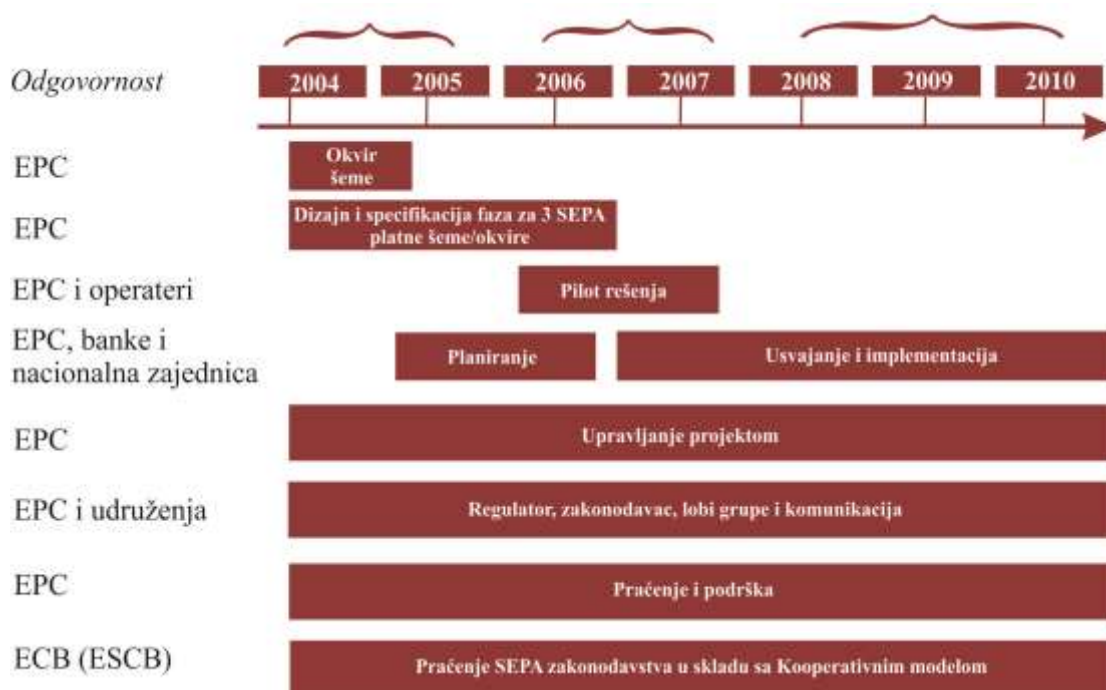 Odgovornost
2004 2005 2006 2007 2008 2009 2010
EPC
Okvir
šeme
EPC
Dizajn i specifikacija faza za 3 SEPA
platne šeme/okvire
EPC i operateri
Pilot rešenja
EPC, banke i
nacionalna zajednica
Planiranje
Usvajanje i implementacija
EPC
Upravljanje projektom
EPC i udruženja
Regulator, zakonodavac, lobi grupe i komunikacija
EPC
Praćenje i podrška
ECB (ESCB)
Praćenje SEPA zakonodavstva u skladu sa Kooperativnim modelom